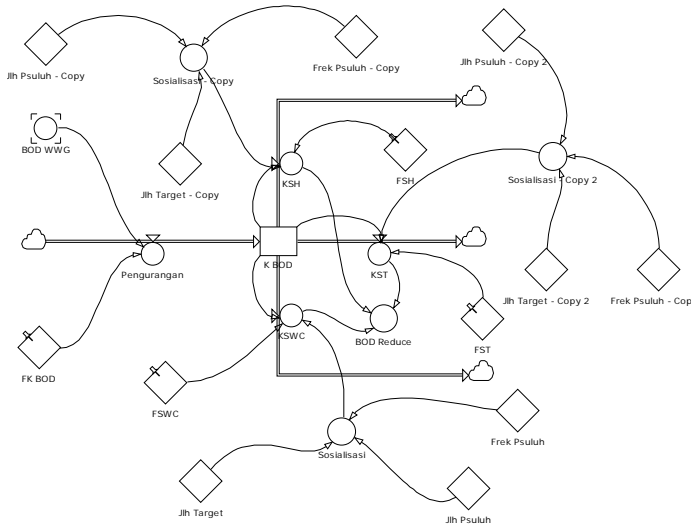 Jlh Psuluh - Copy 2
Jlh Psuluh - Copy
Frek Psuluh - Copy
Sosialisasi - Copy
BOD WWG
Sosialisasi - Copy 2
KSH
FSH
Jlh Target - Copy
K BOD
Pengurangan
KST
Jlh Target - Copy 2
Frek Psuluh - Cop
KSWC
BOD Reduce
FST
FK BOD
FSWC
Frek Psuluh
Sosialisasi
Jlh Target
Jlh Psuluh